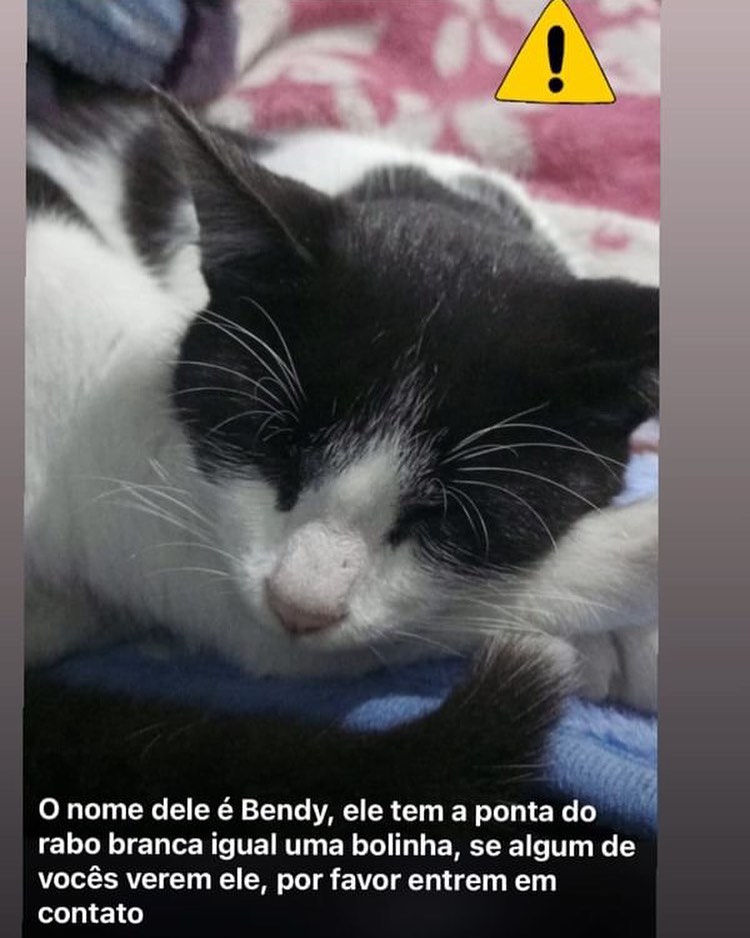 O nome dele é Bendy, ele tem a ponta do
rabo branca igual uma bolinha, se algum de
vocês verem ele, por favor entrem em
contato